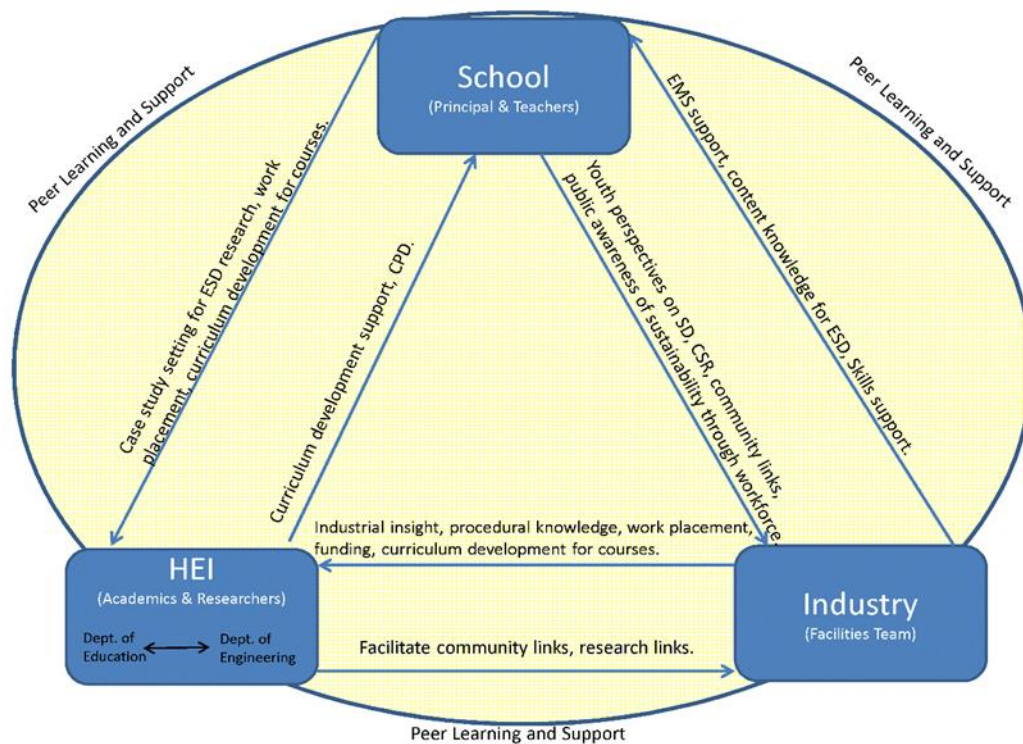 School
(Principal & Teachers)
Peer Learning and Support
Peer Learning and Support
Case study setting for ESD research, work
placement, curriculum development for courses.
Curriculum development support, CPD.
Youth perspectives on SD, CSR, community links,
public awareness of sustainability through workforce.
EMS support, content knowledge for ESD, Skills support.
Industrial insight, procedural knowledge, work placement,
funding, curriculum development for courses.
HEI
(Academics & Researchers)
Dept. of
Education
Dept. of
Engineering
Industry
(Facilities Team)
Facilitate community links, research links.
Peer Learning and Support